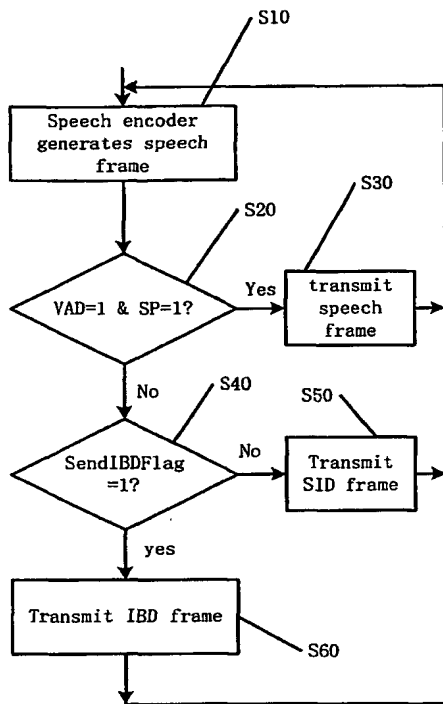 S10
Speech encoder
generates speech
frame
S20
S30
VAD=1 & SP=1?
Yes
transmit
speech
frame
No
S40
S50
SendIBDFlag
=1?
No
Transmit
SID frame
yes
Transmit IBD frame
S60